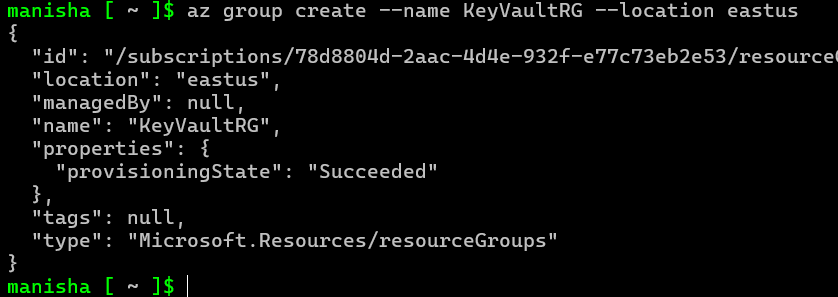 manisha [ ~ ]$ az group create --name KeyVaultRG --location eastus
{
  "id": "/subscriptions/78d8804d-2aac-4d4e-932f-e77c73eb2e53/resource
  "location": "eastus",
  "managedBy": null,
  "name": "KeyVaultRG",
  "properties": {
    "provisioningState": "Succeeded"
  },
  "tags": null,
  "type": "Microsoft.Resources/resourceGroups"
}
manisha [ ~ ]$